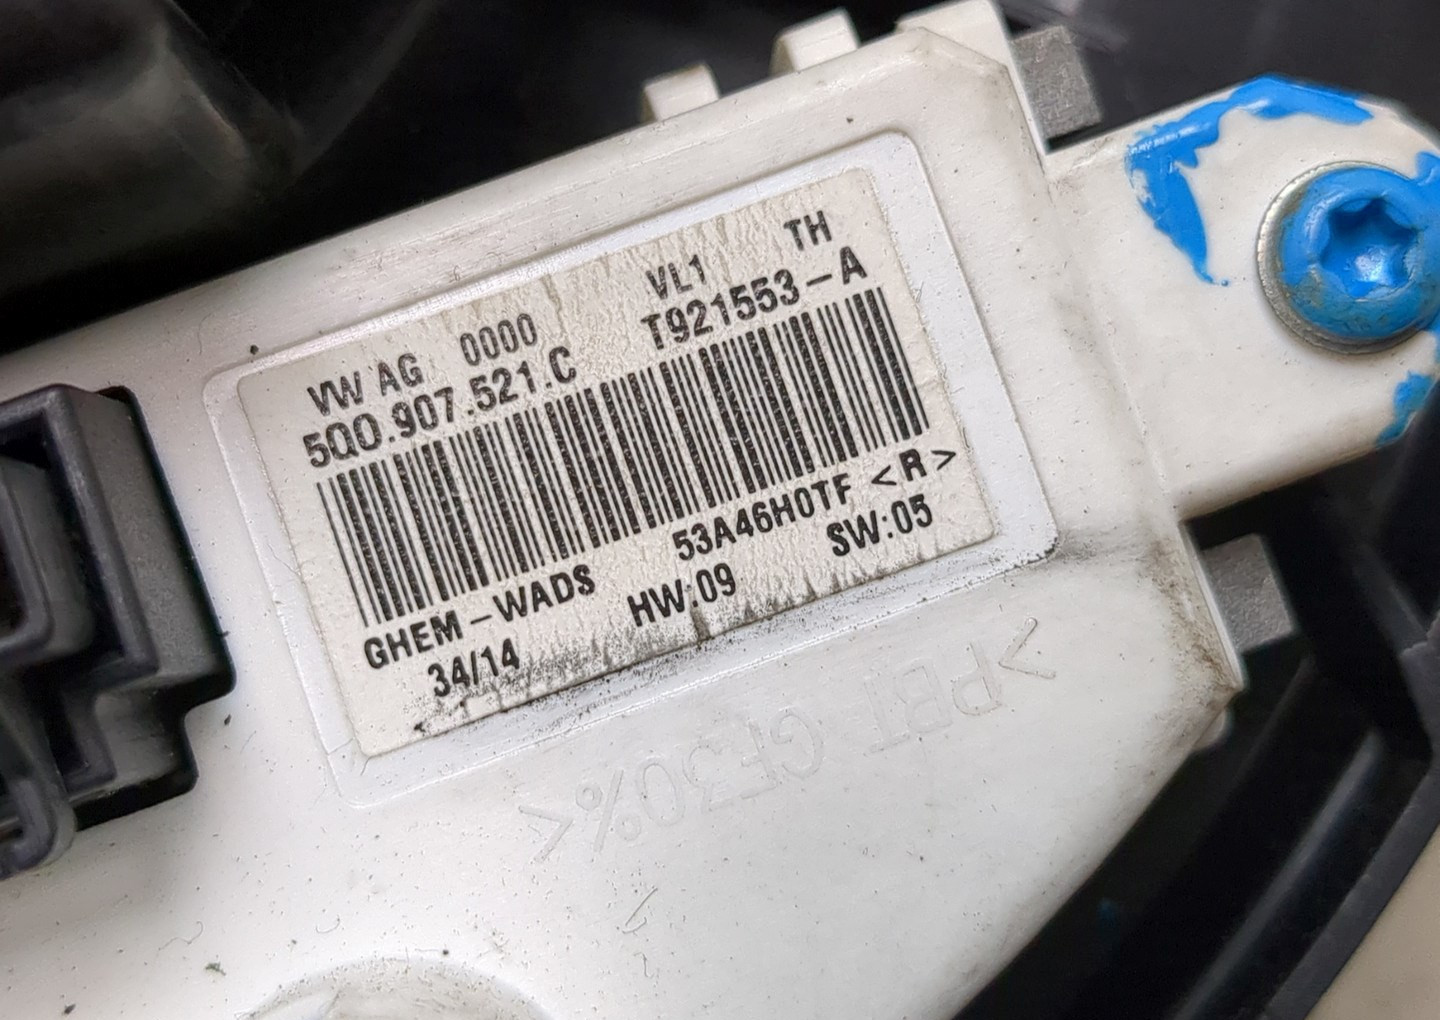 VL1 TH
VW AG 0000 T921553-A
5Q0.907.521.C
53A46H0TF <R>
GHEM-WADS HW:09 SW:05
34/14
>PBT GF30%<